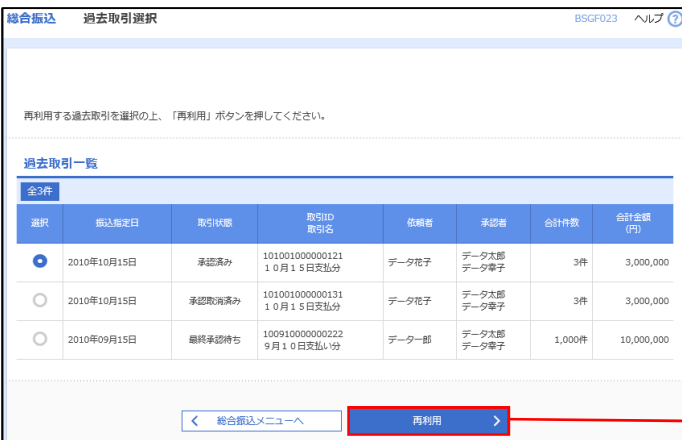 総合振込 過去取引選択 BSGF023 ヘルプ ?
再利用する過去取引を選択の上、「再利用」ボタンを押してください。
過去取引一覧
全3件
選択 振込指定日 取引状態 取引ID 取引名 依頼者 承認者 合計件数 合計金額 (円)
2010年10月15日 承認済み 101001000000121 データ花子 データ太郎 3件 3,000,000
10月15日支払分 データ幸子
2010年10月15日 承認取消済み 101001000000131 データ花子 データ太郎 3件 3,000,000
10月15日支払分 データ幸子
2010年09月15日 最終承認待ち 100910000000222 データ一郎 データ太郎 1,000件 10,000,000
9月10日支払い分 データ幸子
総合振込メニューへ 再利用